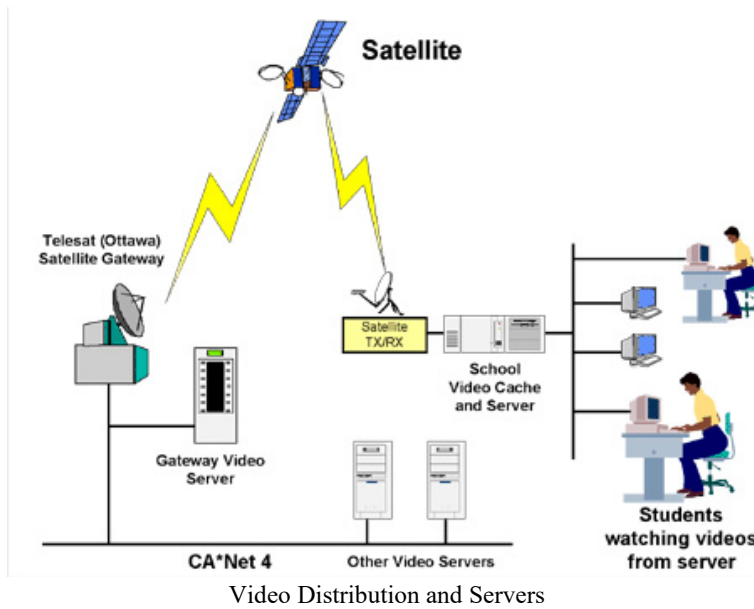 Satellite
Telesat (Ottawa)
Satellite Gateway
Satellite
TX/RX
School
Video Cache
and Server
Gateway Video
Server
Students
watching videos
from server
CA*Net 4
Other Video Servers
Video Distribution and Servers